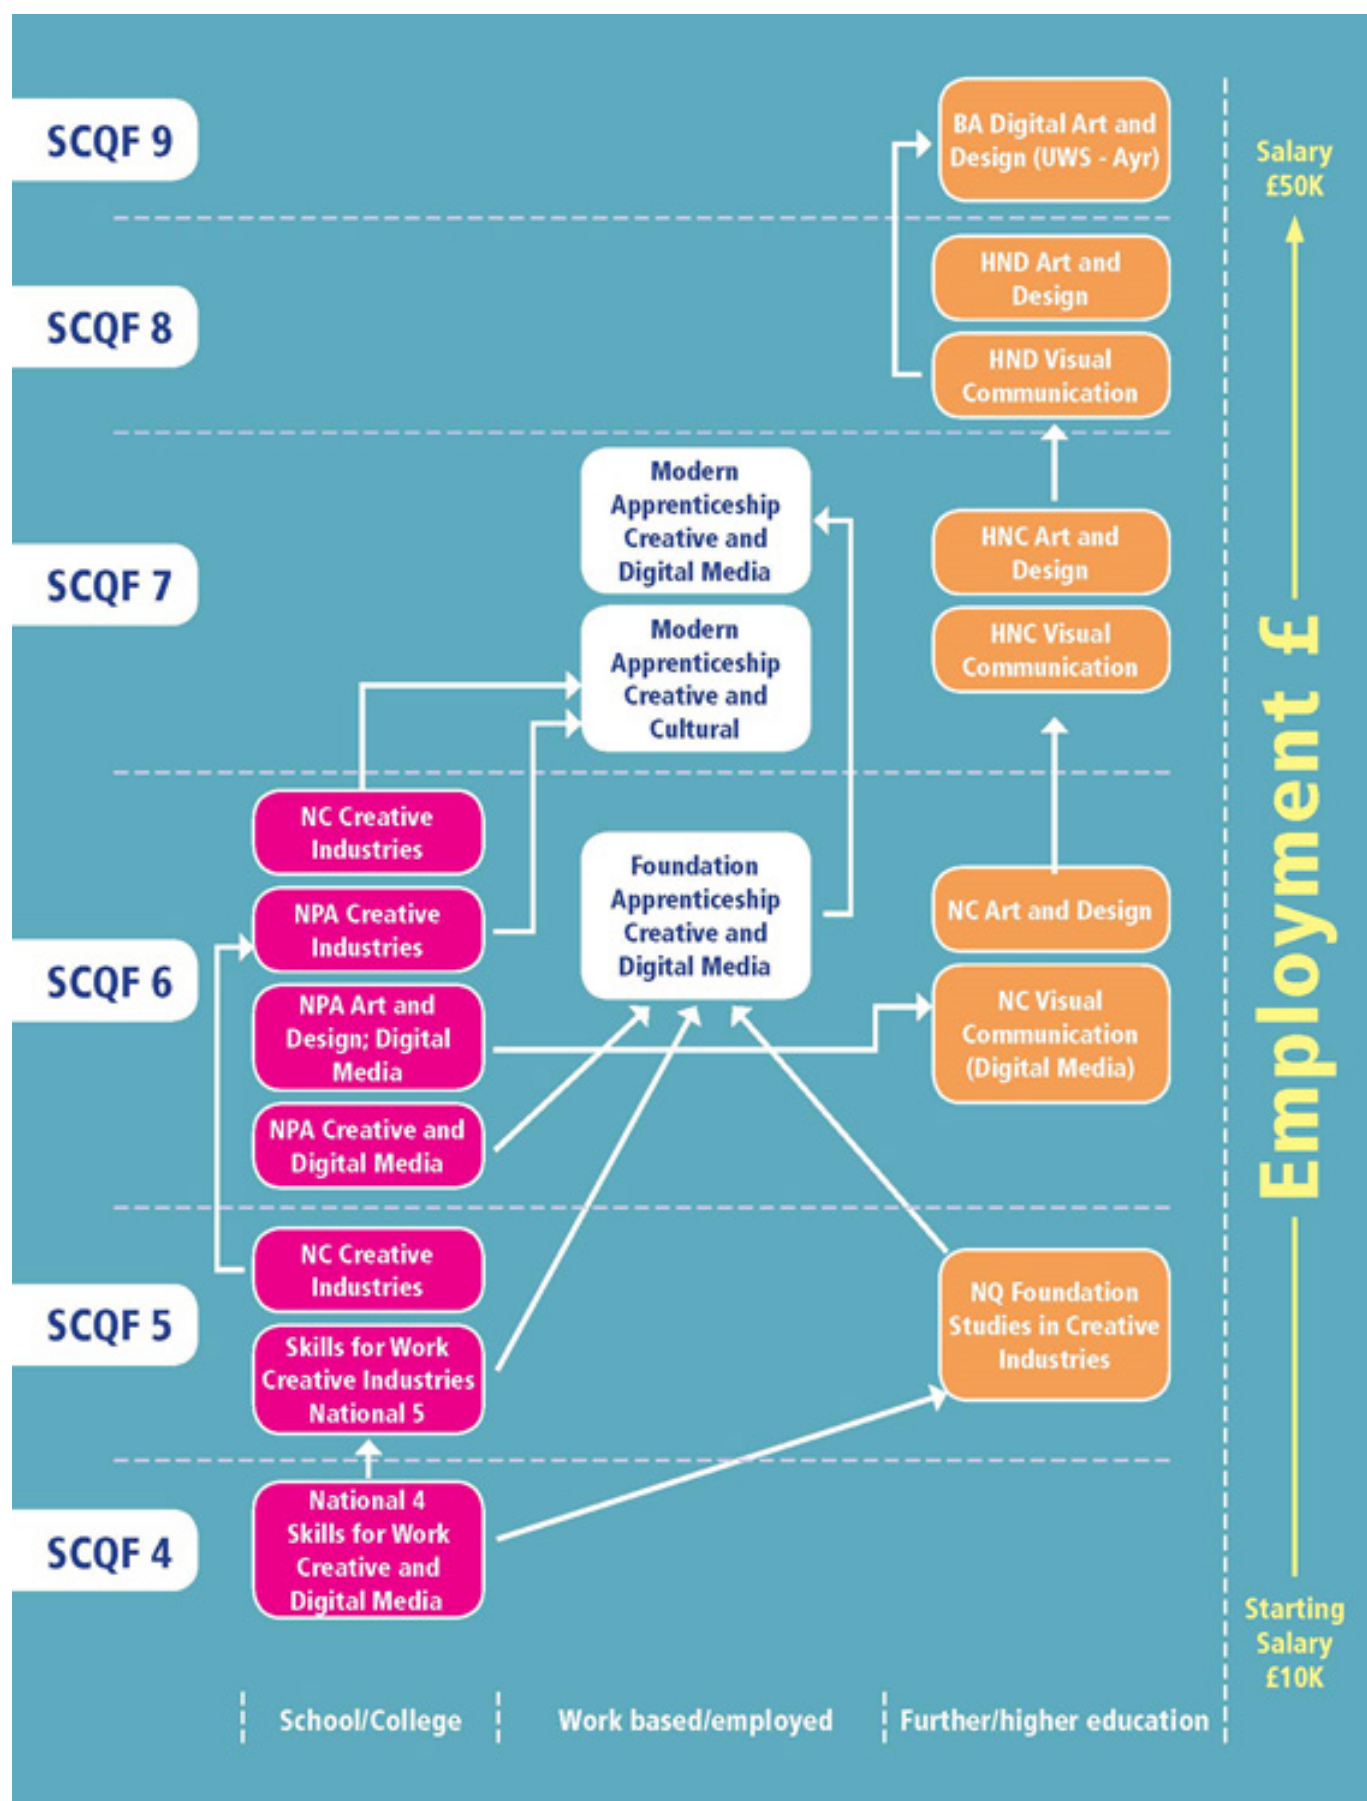 SCQF 9
BA Digital Art and
Design (UWS - Ayr)
Salary
£50K
SCQF 8
HND Art and
Design
HND Visual
Communication
SCQF 7
Modern
Apprenticeship
Creative and
Digital Media
Modern
Apprenticeship
Creative and
Cultural
HNC Art and
Design
HNC Visual
Communication
SCQF 6
NC Creative
Industries
NPA Creative
Industries
NPA Art and
Design; Digital
Media
NPA Creative and
Digital Media
Foundation
Apprenticeship
Creative and
Digital Media
NC Art and Design
NC Visual
Communication
(Digital Media)
Employment £
SCQF 5
NC Creative
Industries
Skills for Work
Creative Industries
National 5
NQ Foundation
Studies in Creative
Industries
SCQF 4
National 4
Skills for Work
Creative and
Digital Media
Starting
Salary
£10K
School/College
Work based/employed
Further/higher education